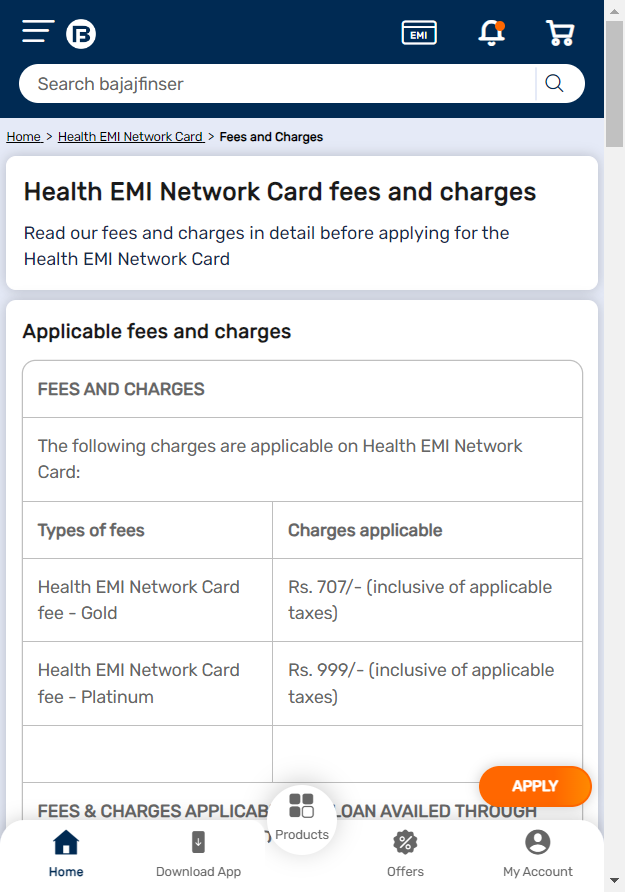 EMI
Search bajajfinser
Home > Health EMI Network Card > Fees and Charges
Health EMI Network Card fees and charges
Read our fees and charges in detail before applying for the
Health EMI Network Card
Applicable fees and charges
FEES AND CHARGES
The following charges are applicable on Health EMI Network
Card:
Types of fees
Charges applicable
Health EMI Network Card
fee - Gold
Rs. 707/- (inclusive of applicable
taxes)
Health EMI Network Card
fee - Platinum
Rs. 999/- (inclusive of applicable
taxes)
APPLY
FEES & CHARGES APPLICAB LOAN AVAILED THROUGH
Products
Home
Download App
Offers
My Account